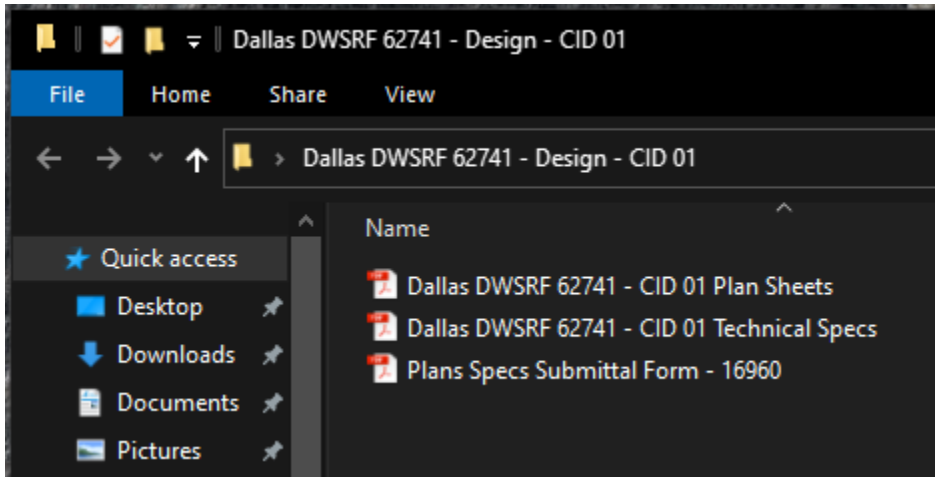 Dallas DWSRF 62741 - Design - CID 01
File Home Share View
Dallas DWSRF 62741 - Design - CID 01
Name
Quick access
Desktop
Downloads
Documents
Pictures
Dallas DWSRF 62741 - CID 01 Plan Sheets
Dallas DWSRF 62741 - CID 01 Technical Specs
Plans Specs Submittal Form - 16960